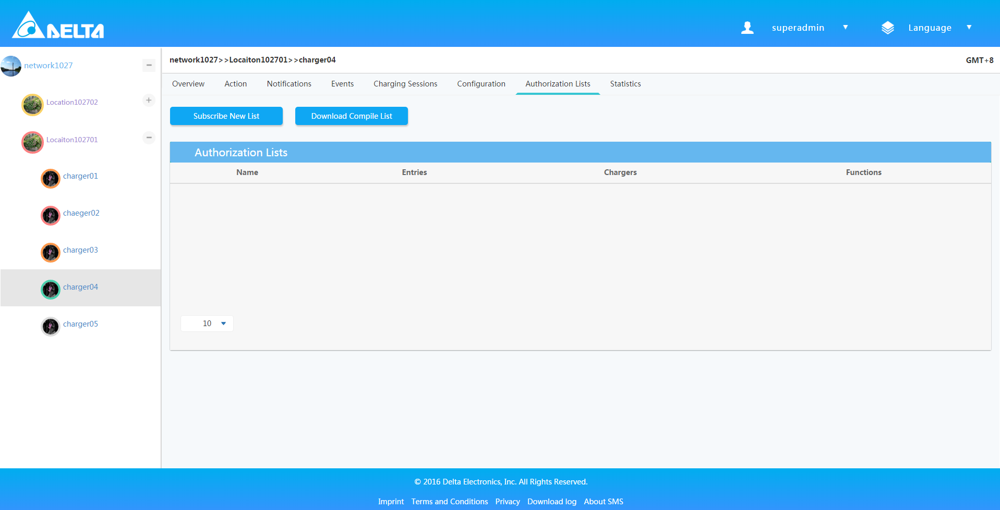 DELTA
superadmin
Language
network1027
Location102702
Locaiton102701
charger01
chaeger02
charger03
charger04
charger05
network1027>>Locaiton102701>>charger04
GMT+8
Overview Action Notifications Events Charging Sessions Configuration Authorization Lists Statistics
Subscribe New List Download Compile List
Authorization Lists
Name Entries Chargers Functions
10
© 2016 Delta Electronics, Inc. All Rights Reserved.
Imprint Terms and Conditions Privacy Download log About SMS